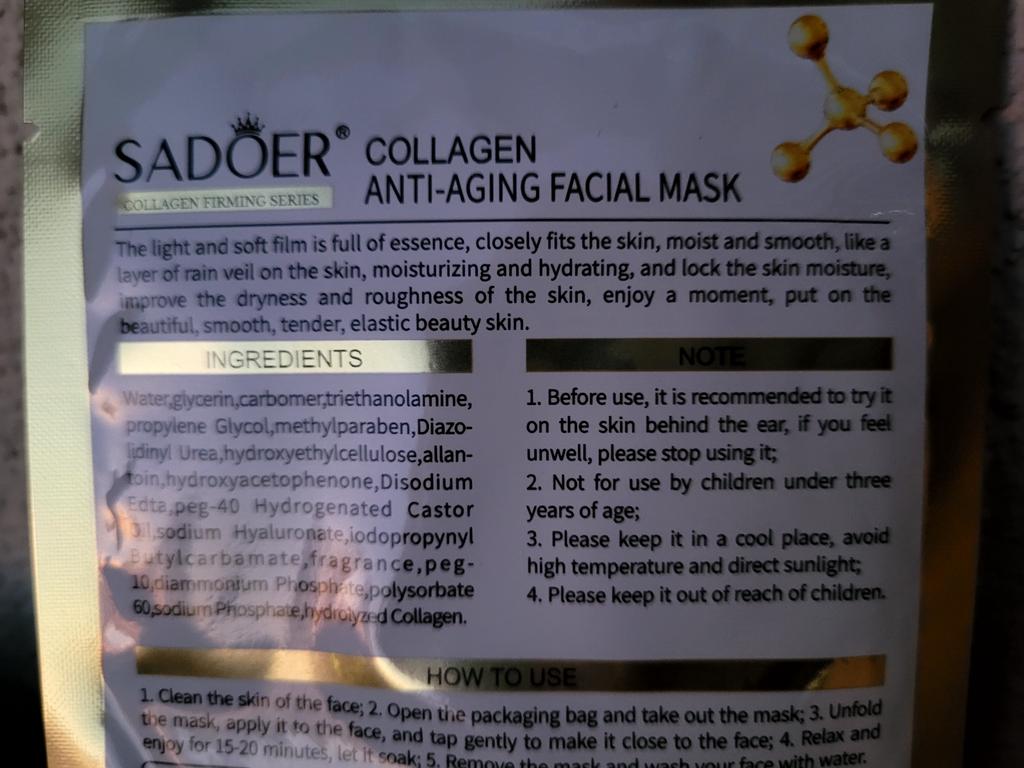 SADOER®
COLLAGEN FIRMING SERIES
COLLAGEN
ANTI-AGING FACIAL MASK
The light and soft film is full of essence, closely fits the skin, moist and smooth, like a
layer of rain veil on the skin, moisturizing and hydrating, and lock the skin moisture,
improve the dryness and roughness of the skin, enjoy a moment, put on the
beautiful, smooth, tender, elastic beauty skin.
INGREDIENTS
Water,glycerin,carbomer,triethanolamine,
propylene Glycol,methylparaben,Diazo-
lidinyl Urea,hydroxyethylcellulose,allan-
toin,hydroxyacetophenone,Disodium
Edta,peg-40 Hydrogenated Castor
Oil,sodium Hyaluronate,iodopropynyl
Butylcarbamate,fragrance,peg-
10,diammonium Phosphate,polysorbate
60,sodium Phosphate,hydrolyzed Collagen.
NOTE
1. Before use, it is recommended to try it
on the skin behind the ear, if you feel
unwell, please stop using it;
2. Not for use by children under three
years of age;
3. Please keep it in a cool place, avoid
high temperature and direct sunlight;
4. Please keep it out of reach of children.
HOW TO USE
1. Clean the skin of the face; 2. Open the packaging bag and take out the mask; 3. Unfold
the mask, apply it to the face, and tap gently to make it close to the face; 4. Relax and
enjoy for 15-20 minutes, let it soak; 5. Remove the mask and wash your face with water.